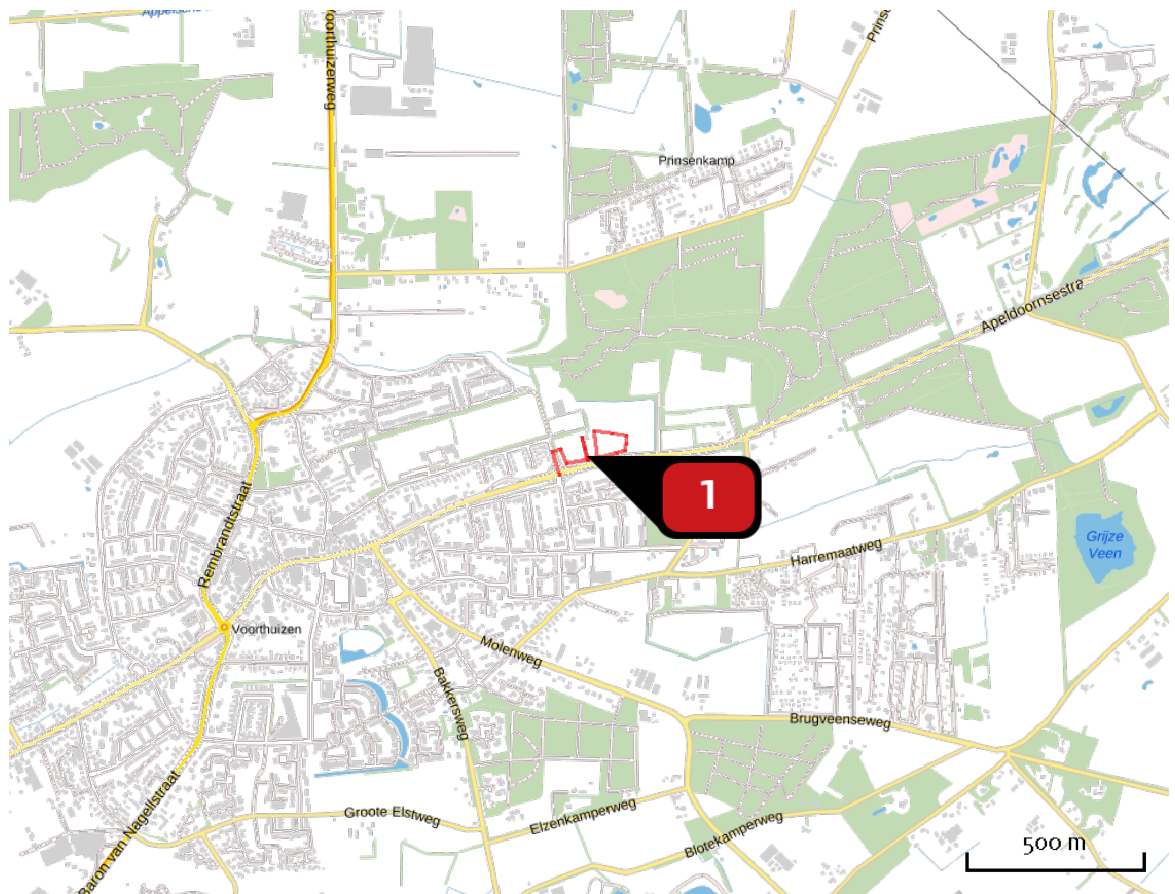 Voorthuizerweg
Prinsenkamp
Apeldoornsestra
1
Rembrandtstraat
Harremaatweg
Grijze
Veen
Voorthuizen
Molenweg
Bakkersweg
Brugveenseweg
Baron van Nagellstraat
Groote Elstweg
Elzenkamperweg
Blotekamperweg
500 m